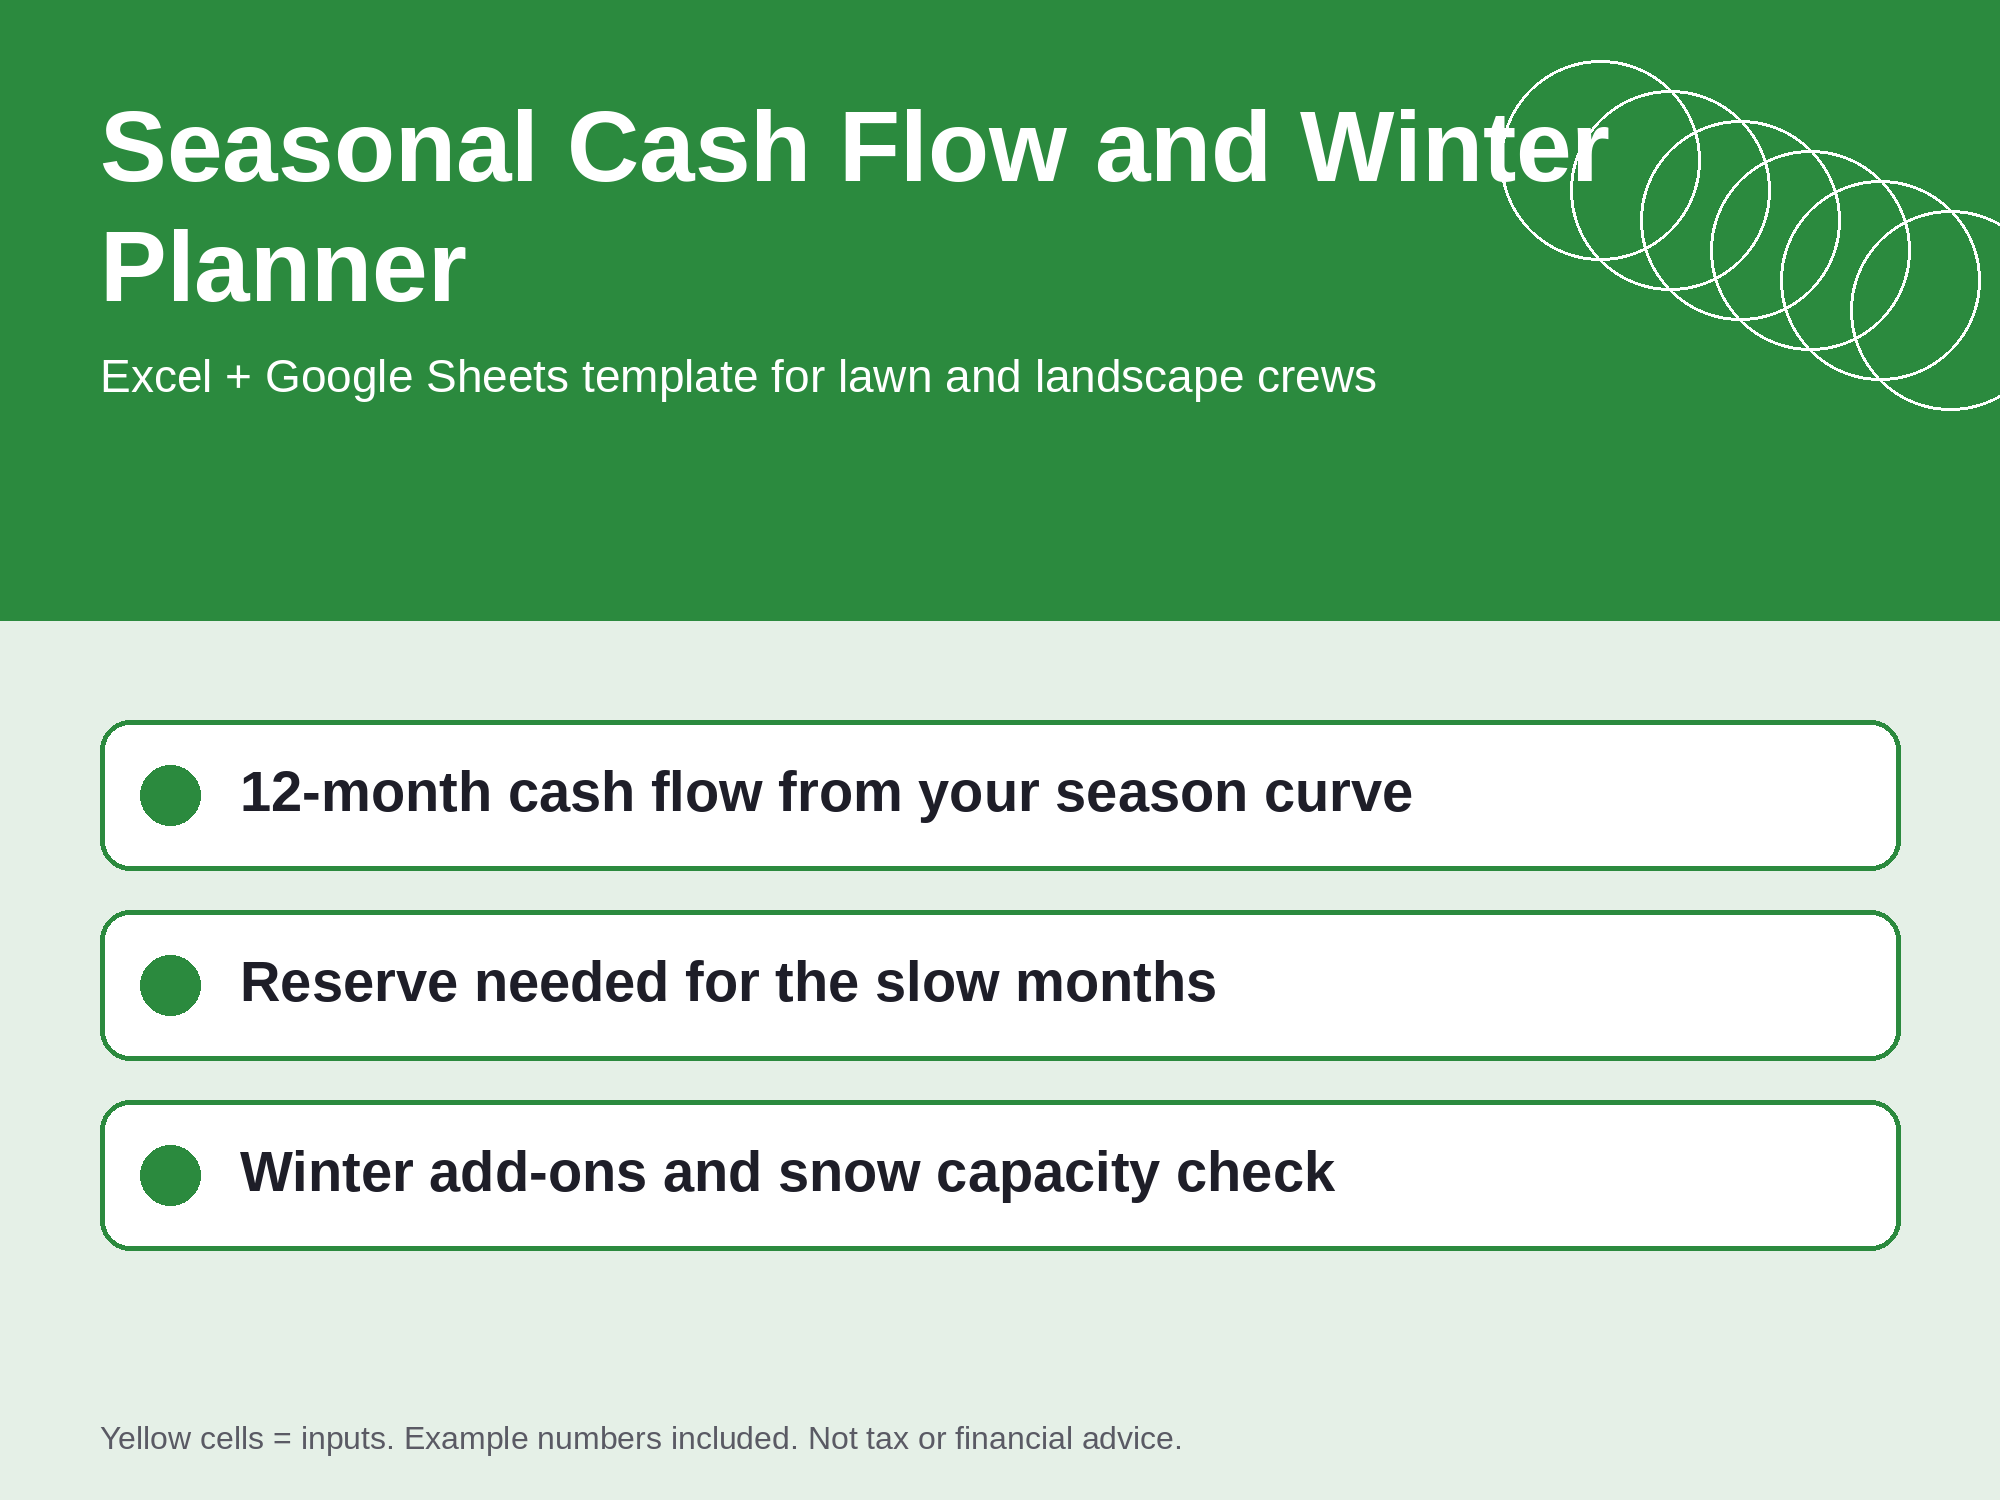 Seasonal Cash Flow and Winter
Planner
Excel + Google Sheets template for lawn and landscape crews
12-month cash flow from your season curve
Reserve needed for the slow months
Winter add-ons and snow capacity check
Yellow cells = inputs. Example numbers included. Not tax or financial advice.